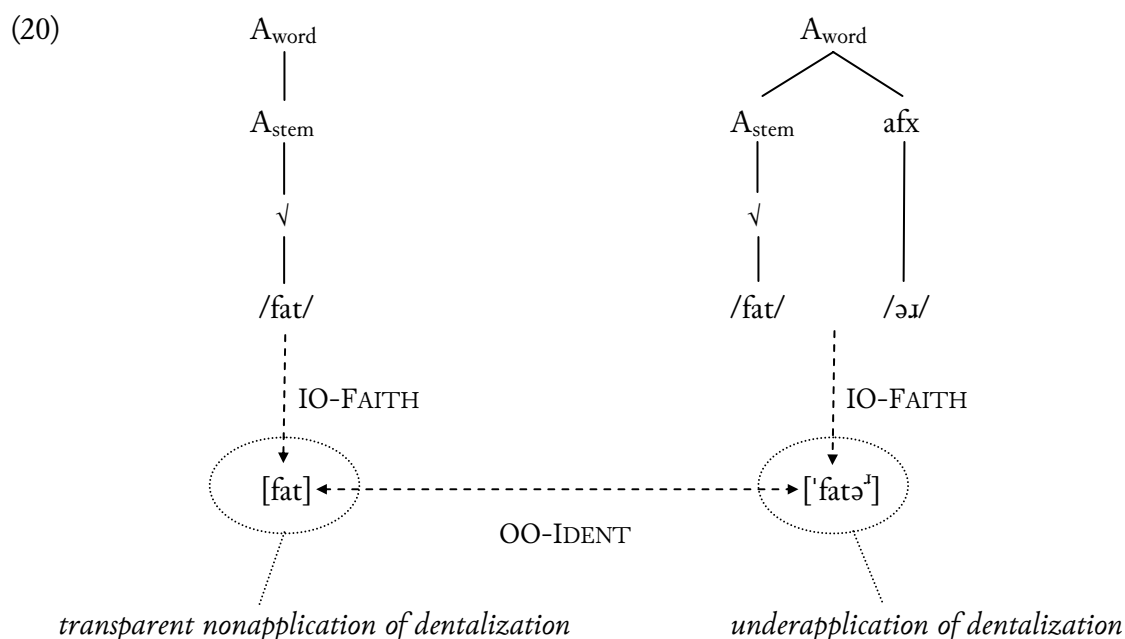 (20) A_word A_word
A_stem A_stem afx
√ √
/fat/ /fat/ /əɹ/
IO-FAITH IO-FAITH
[fat] [ˈfatəʴ]
OO-IDENT
transparent nonapplication of dentalization underapplication of dentalization